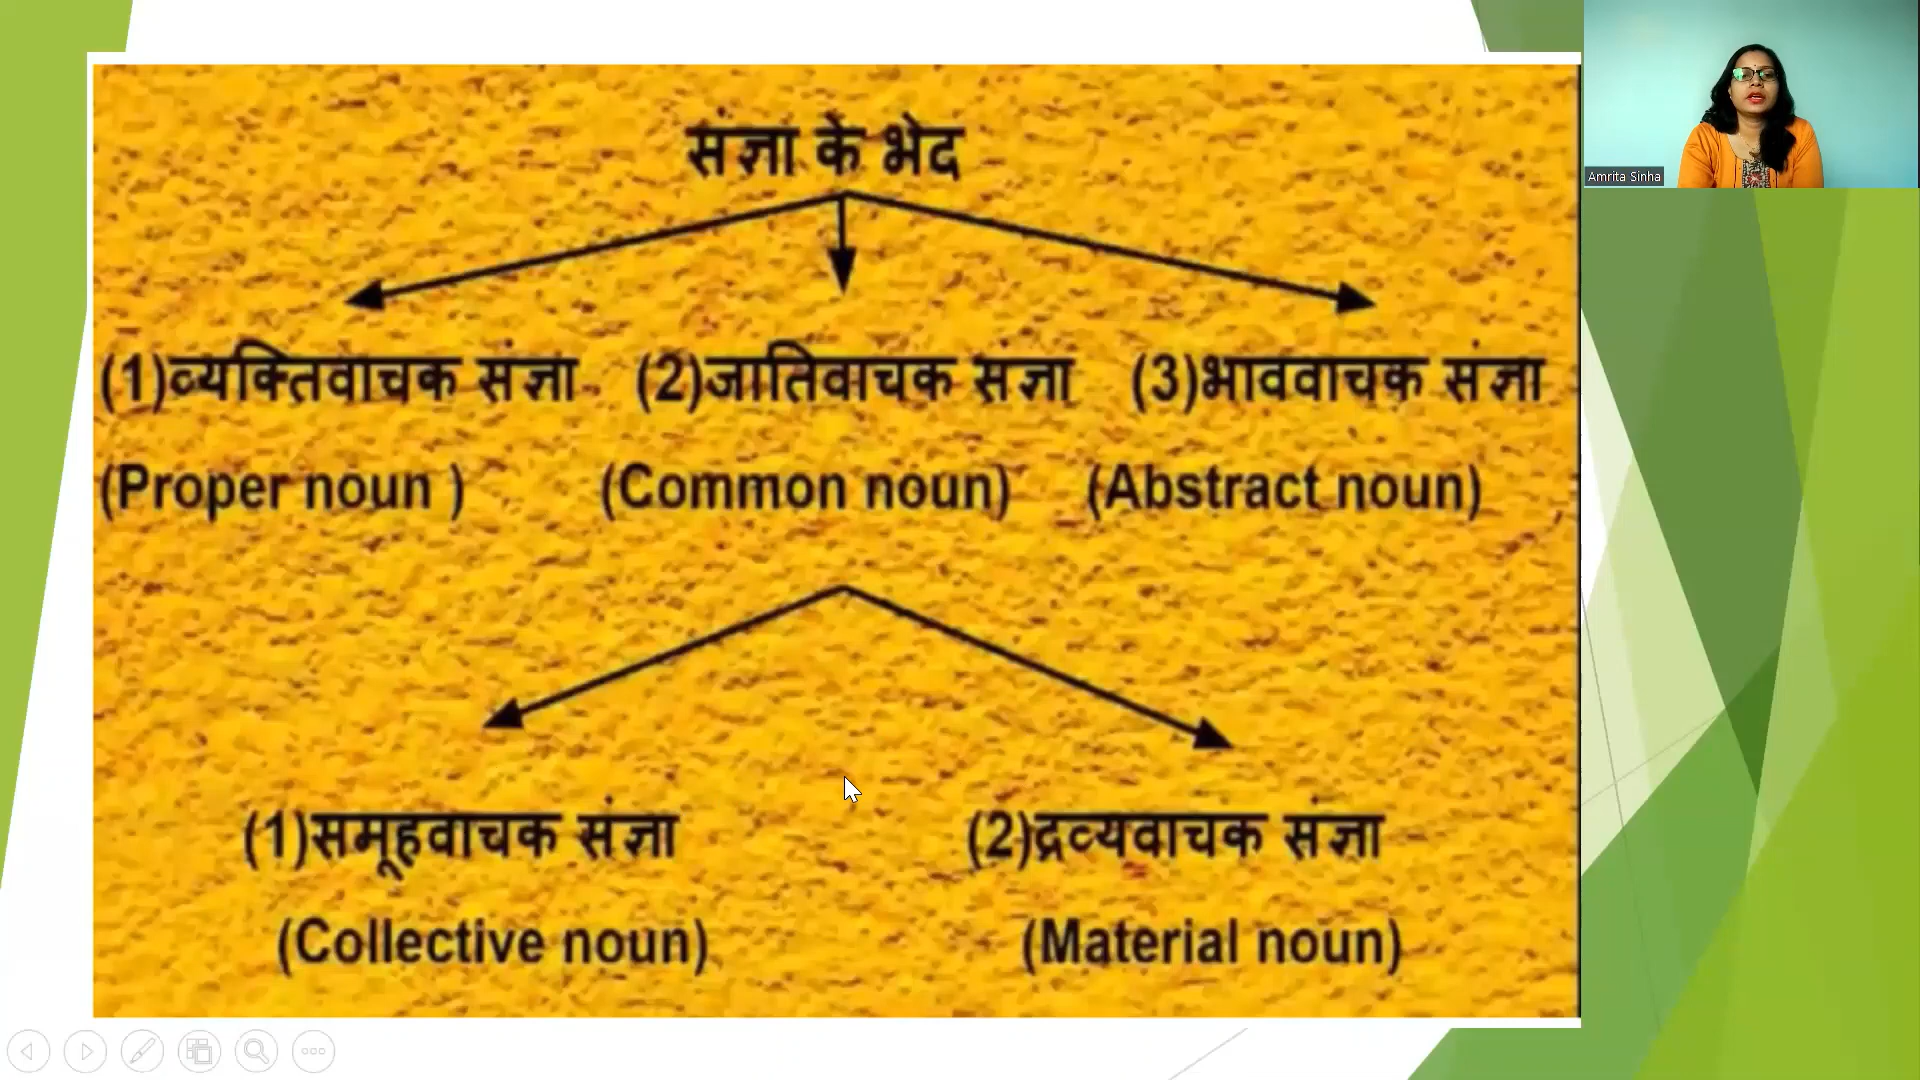 संज्ञा के भेद
(1)व्यक्तिवाचक संज्ञा (2)जातिवाचक संज्ञा (3)भाववाचक संज्ञा
(Proper noun ) (Common noun) (Abstract noun)
(1)समूहवाचक संज्ञा (2)द्रव्यवाचक संज्ञा
(Collective noun) (Material noun)
Amrita Sinha